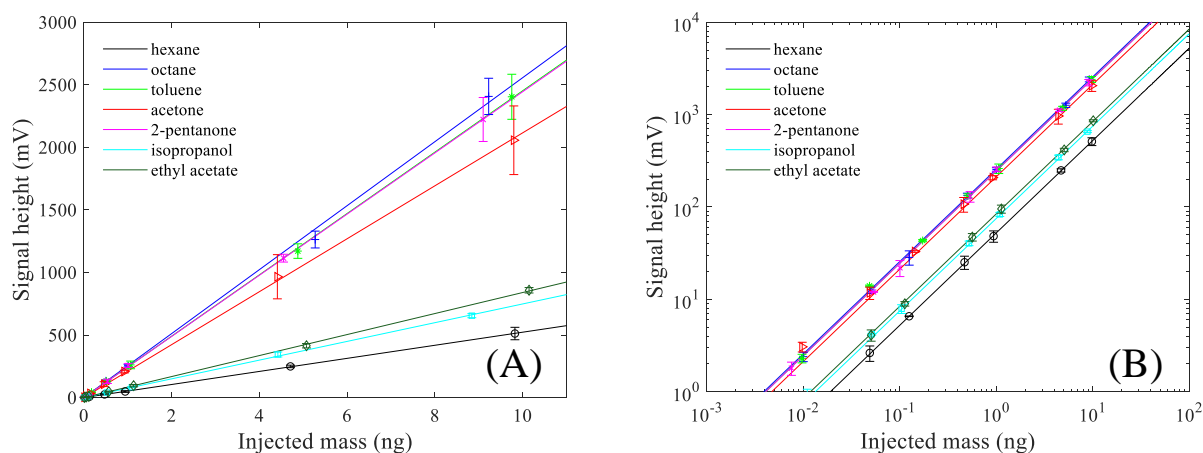 3000
2500
2000
1500
1000
500
0
Signal height (mV)
hexane
octane
toluene
acetone
2-pentanone
isopropanol
ethyl acetate
(A)
0 2 4 6 8 10
Injected mass (ng)
10⁴
10³
10²
10¹
10⁰
Signal height (mV)
hexane
octane
toluene
acetone
2-pentanone
isopropanol
ethyl acetate
(B)
10⁻³ 10⁻² 10⁻¹ 10⁰ 10¹ 10²
Injected mass (ng)